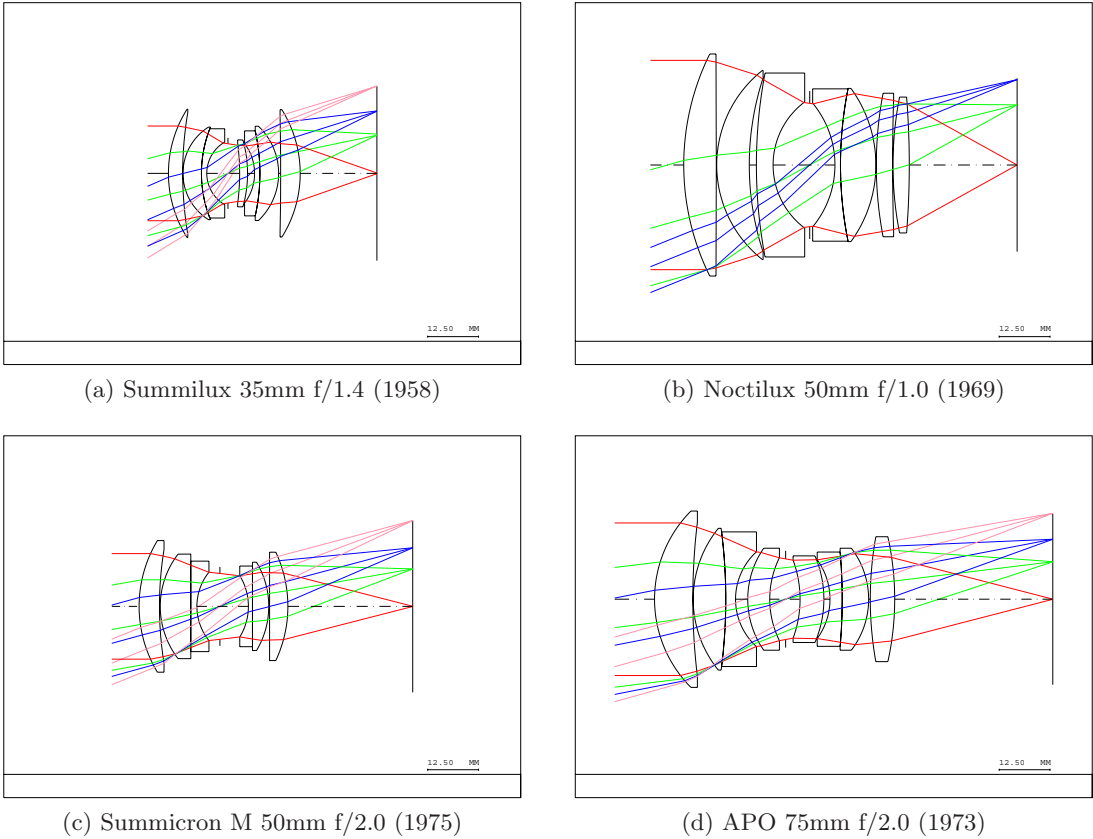 12.50 MM
12.50 MM
(a) Summilux 35mm f/1.4 (1958)
(b) Noctilux 50mm f/1.0 (1969)
12.50 MM
12.50 MM
(c) Summicron M 50mm f/2.0 (1975)
(d) APO 75mm f/2.0 (1973)